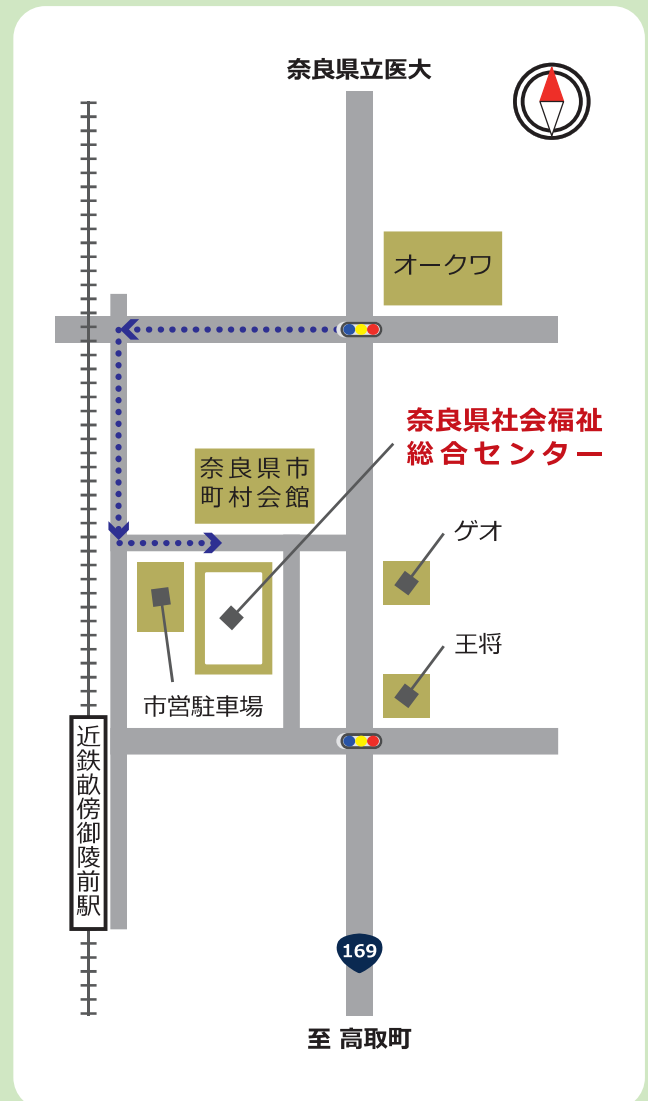 奈良県立医大
オークワ
奈良県社会福祉
総合センター
奈良県市
町村会館
ゲオ
王将
市営駐車場
近鉄畝傍御陵前駅
169
至 高取町